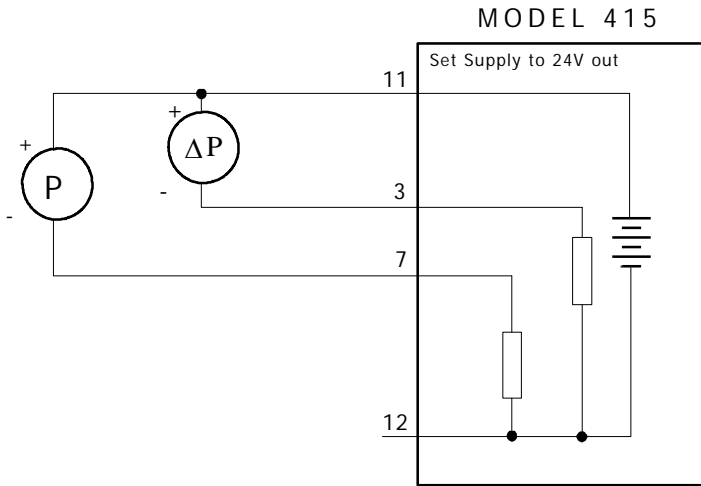 MODEL 415
Set Supply to 24V out
11
+
+
ΔP
P
-
3
-
7
12